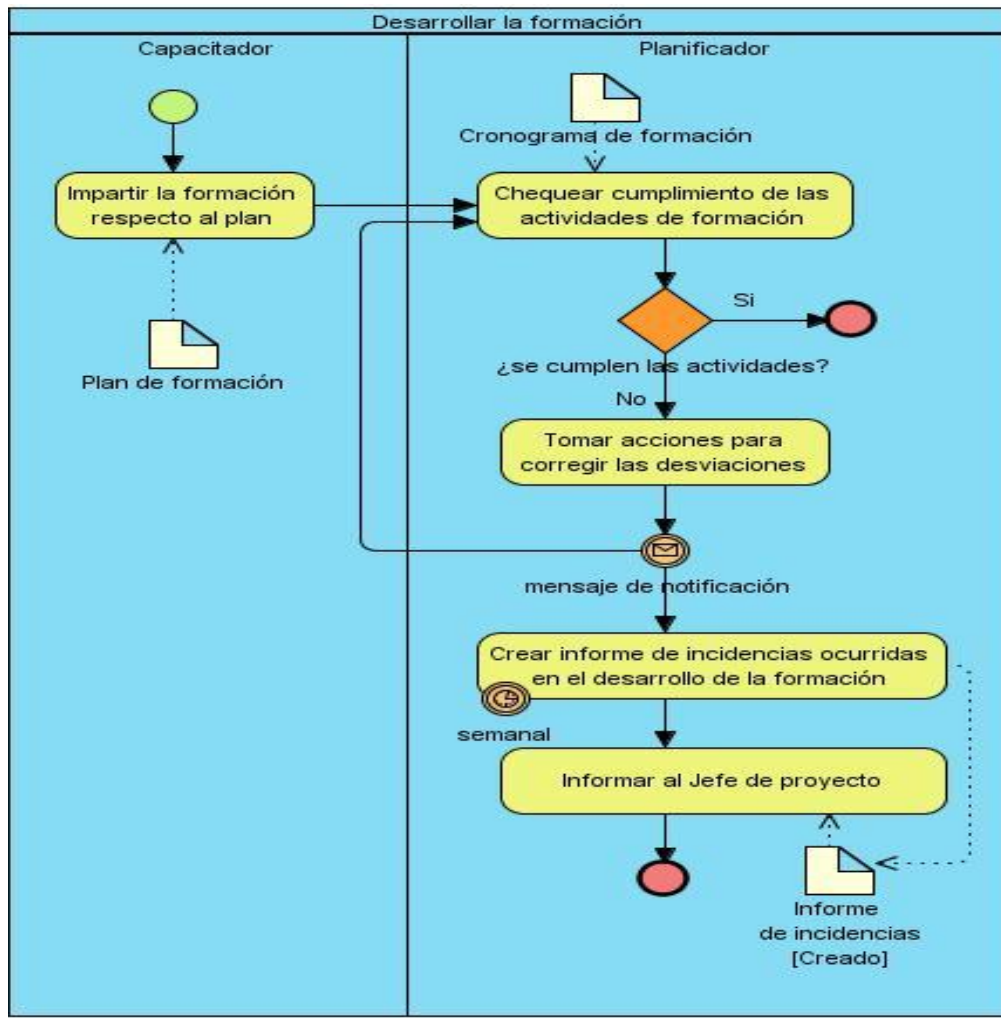 Desarrollar la formación
Capacitador
Planificador
Cronograma de formación
Impartir la formación
respecto al plan
Chequear cumplimiento de las
actividades de formación
Si
Plan de formación
¿se cumplen las actividades?
No
Tomar acciones para
corregir las desviaciones
mensaje de notificación
Crear informe de incidencias ocurridas
en el desarrollo de la formación
semanal
Informar al Jefe de proyecto
Informe
de incidencias
[Creado]